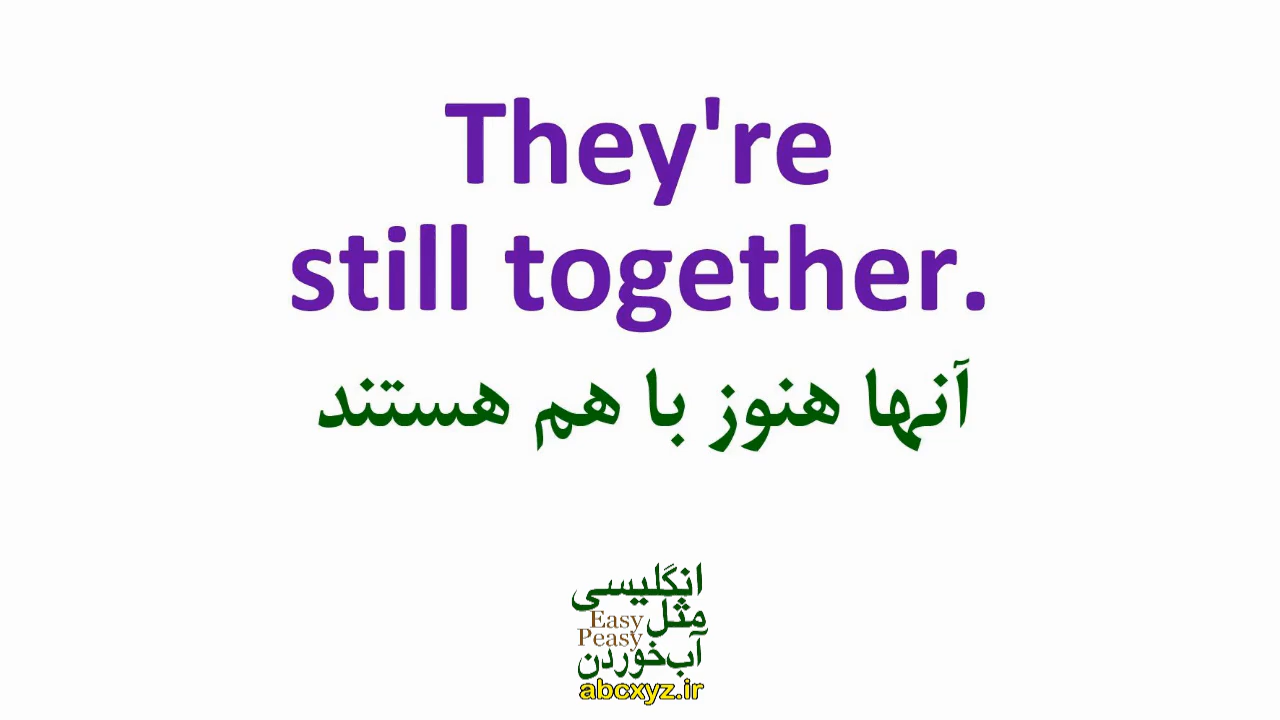 They're
still together.
آنها هنوز با هم هستند
انگلیسی
مثل
Easy
Peasy
آب‌خوردن
abcxyz.ir